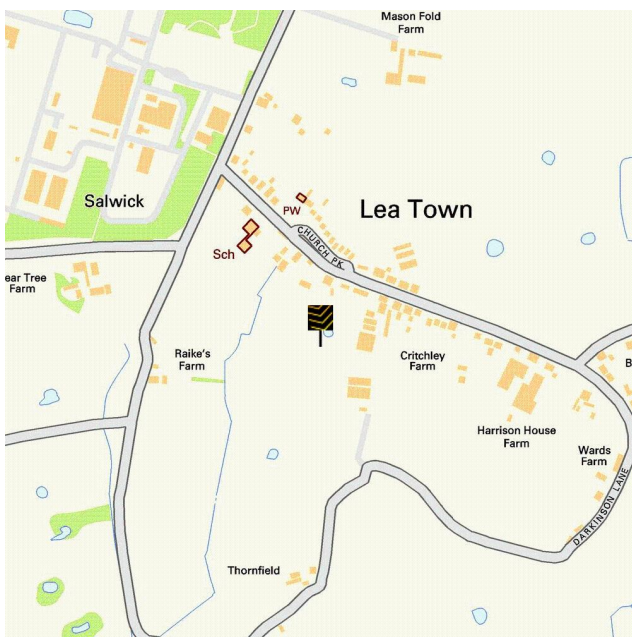 Mason Fold
Farm
Salwick
PW
Lea Town
CHURCH PK
Sch
ear Tree
Farm
Raike's
Farm
Critchley
Farm
Harrison House
Farm
B
Wards
Farm
DARKINSON LANE
Thornfield